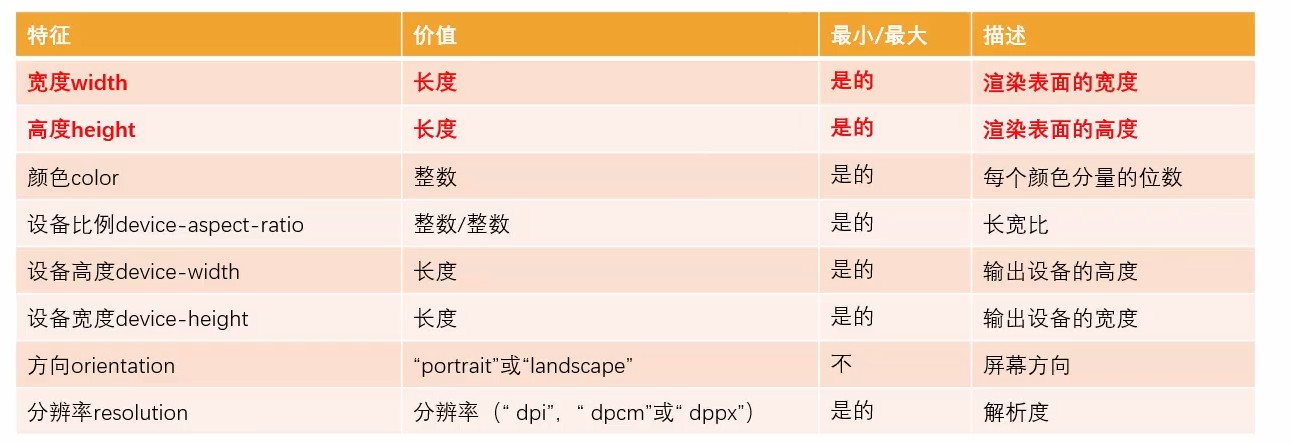 特征 价值 最小/最大 描述
宽度width 长度 是的 渲染表面的宽度
高度height 长度 是的 渲染表面的高度
颜色color 整数 是的 每个颜色分量的位数
设备比例device-aspect-ratio 整数/整数 是的 长宽比
设备高度device-width 长度 是的 输出设备的高度
设备宽度device-height 长度 是的 输出设备的宽度
方向orientation “portrait”或“landscape” 不 屏幕方向
分辨率resolution 分辨率（“ dpi”，“ dpcm”或“ dppx”） 是的 解析度